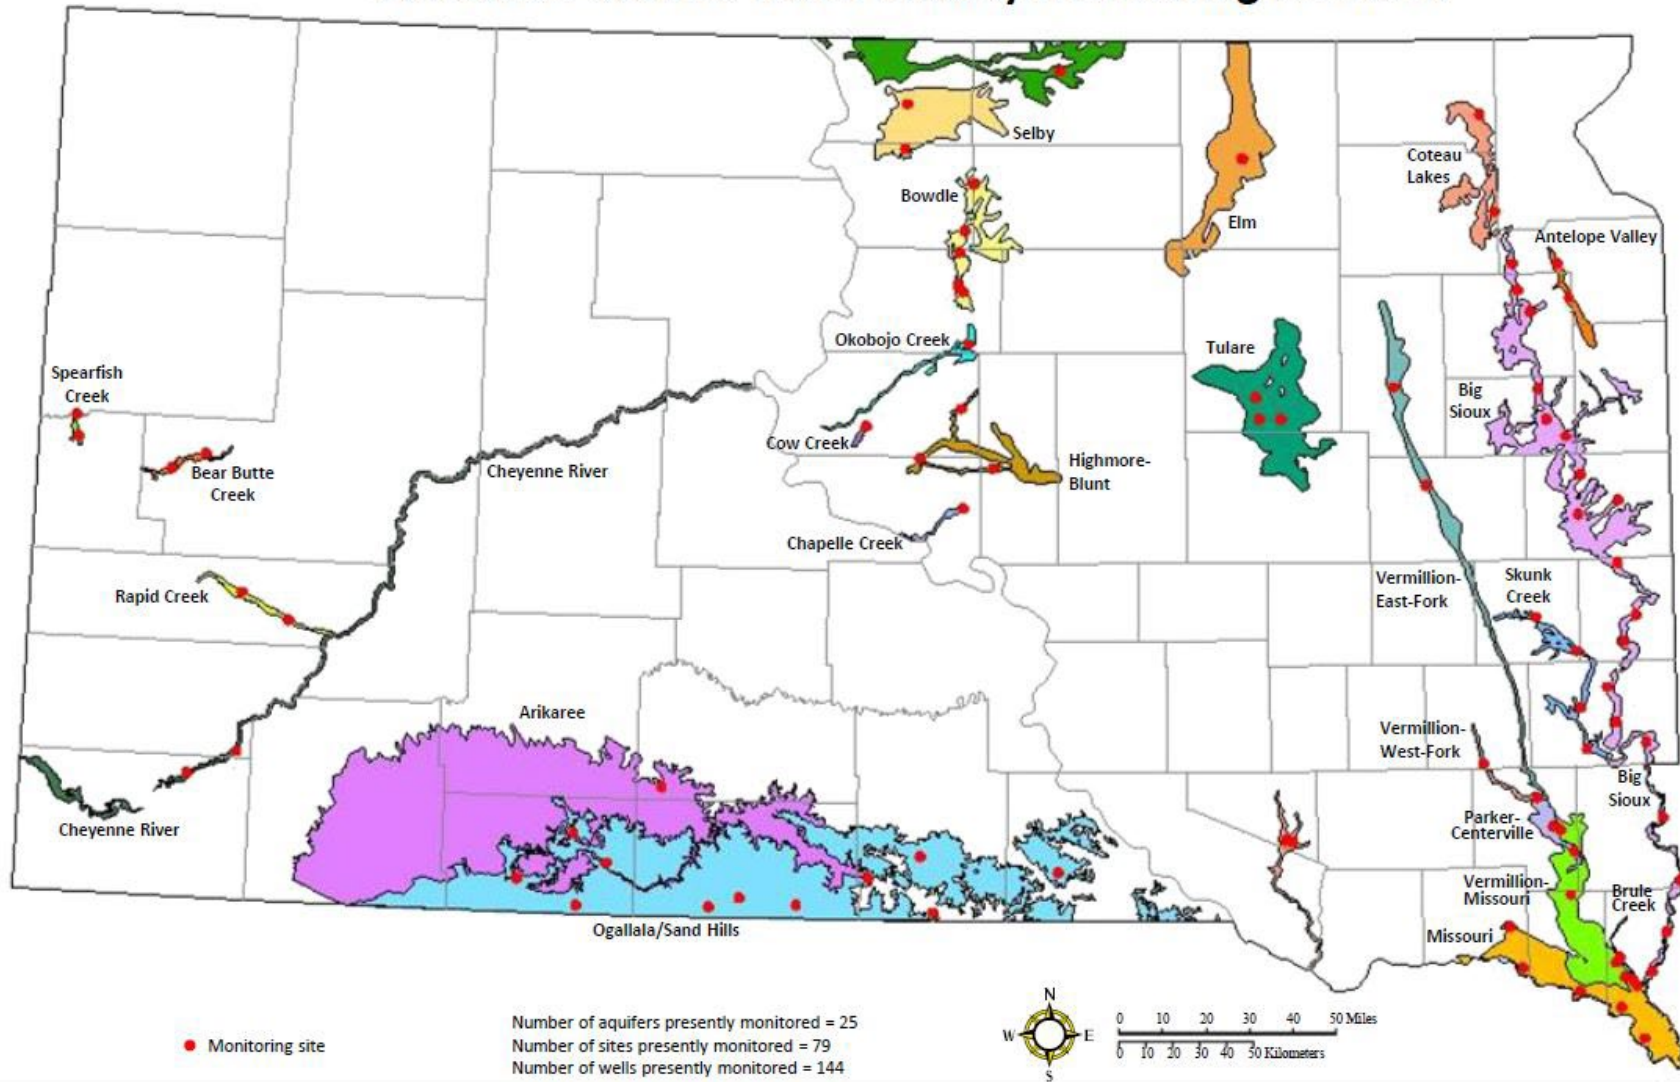 Selby
Bowdle
Coteau
Lakes
Elm
Antelope Valley
Okobojo Creek
Tulare
Spearfish
Creek
Big
Sioux
Cow Creek
Bear Butte
Creek
Cheyenne River
Highmore-
Blunt
Chapelle Creek
Rapid Creek
Vermillion-
East-Fork
Skunk
Creek
Arikaree
Vermillion-
West-Fork
Big
Sioux
Cheyenne River
Parker-
Centerville
Vermillion-
Missouri
Brule
Creek
Missouri
Ogallala/Sand Hills
Monitoring site
Number of aquifers presently monitored = 25
Number of sites presently monitored = 79
Number of wells presently monitored = 144
N
W E
S
0 10 20 30 40 50 Miles
0 10 20 30 40 50 Kilometers